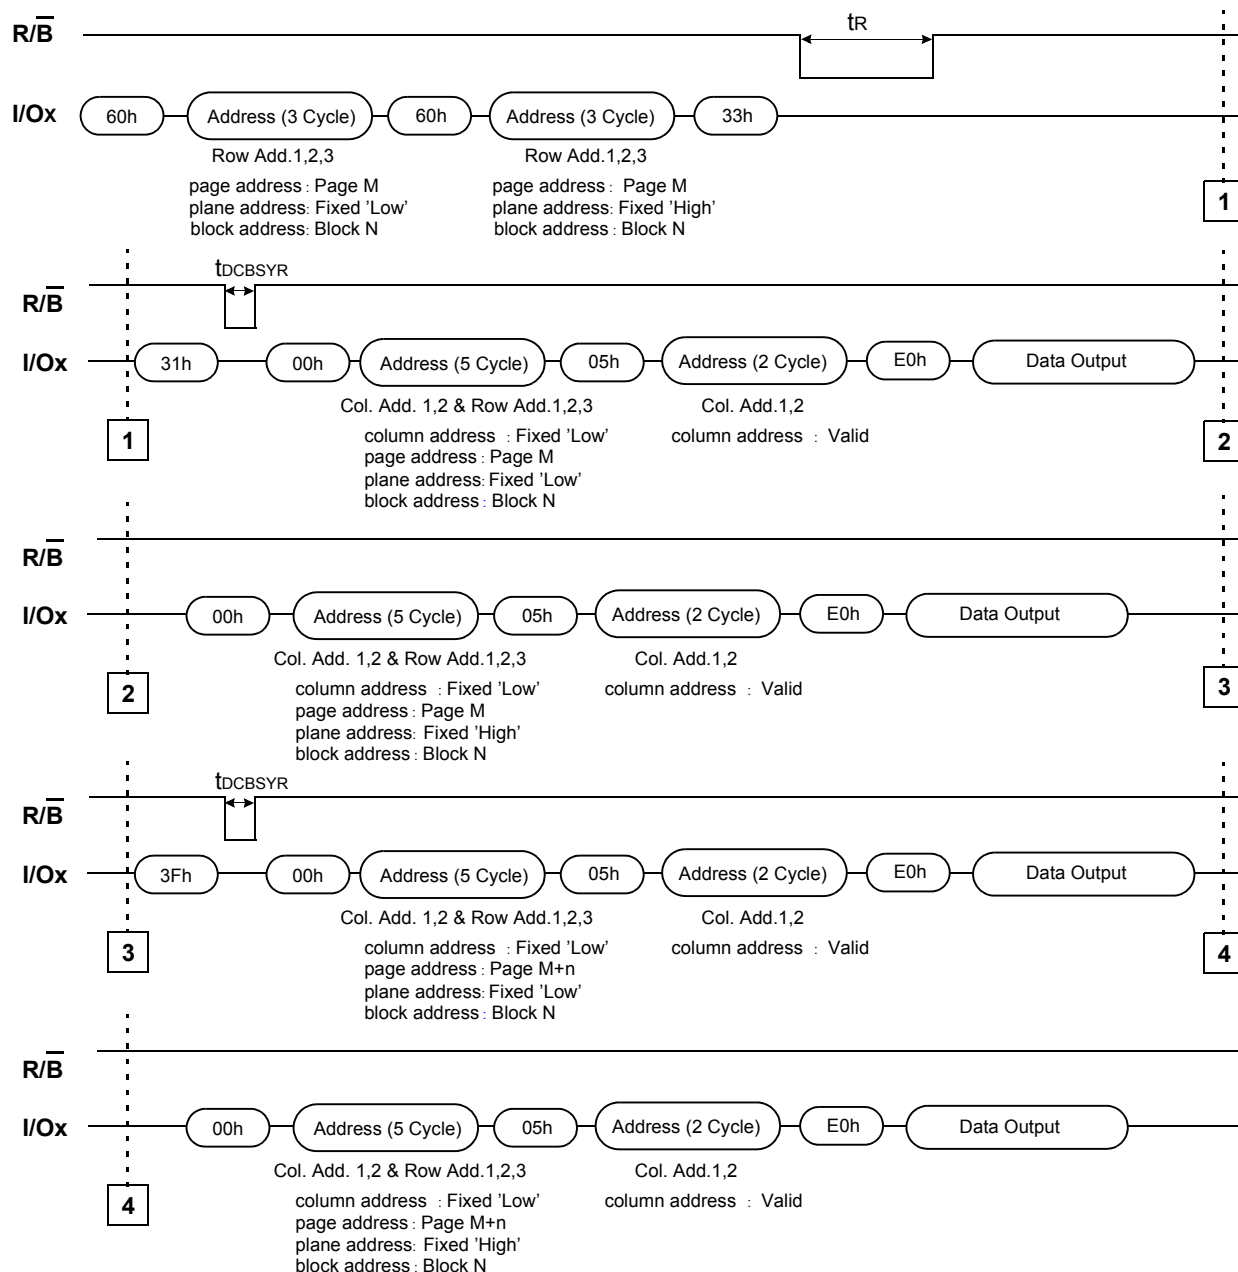 R/B̅ tR
I/Ox 60h Address (3 Cycle) 60h Address (3 Cycle) 33h
Row Add.1,2,3 Row Add.1,2,3
page address : Page M page address : Page M
plane address: Fixed 'Low' plane address: Fixed 'High'
block address: Block N block address : Block N
1
tDCBSYR
R/B̅
I/Ox 31h 00h Address (5 Cycle) 05h Address (2 Cycle) E0h Data Output
Col. Add. 1,2 & Row Add.1,2,3 Col. Add.1,2
column address : Fixed 'Low' column address : Valid
page address : Page M
plane address: Fixed 'Low'
block address : Block N
1 2
R/B̅
I/Ox 00h Address (5 Cycle) 05h Address (2 Cycle) E0h Data Output
Col. Add. 1,2 & Row Add.1,2,3 Col. Add.1,2
column address : Fixed 'Low' column address : Valid
page address : Page M
plane address: Fixed 'High'
block address : Block N
2 3
tDCBSYR
R/B̅
I/Ox 3Fh 00h Address (5 Cycle) 05h Address (2 Cycle) E0h Data Output
Col. Add. 1,2 & Row Add.1,2,3 Col. Add.1,2
column address : Fixed 'Low' column address : Valid
page address : Page M+n
plane address: Fixed 'Low'
block address : Block N
3 4
R/B̅
I/Ox 00h Address (5 Cycle) 05h Address (2 Cycle) E0h Data Output
Col. Add. 1,2 & Row Add.1,2,3 Col. Add.1,2
column address : Fixed 'Low' column address : Valid
page address : Page M+n
plane address: Fixed 'High'
block address : Block N
4